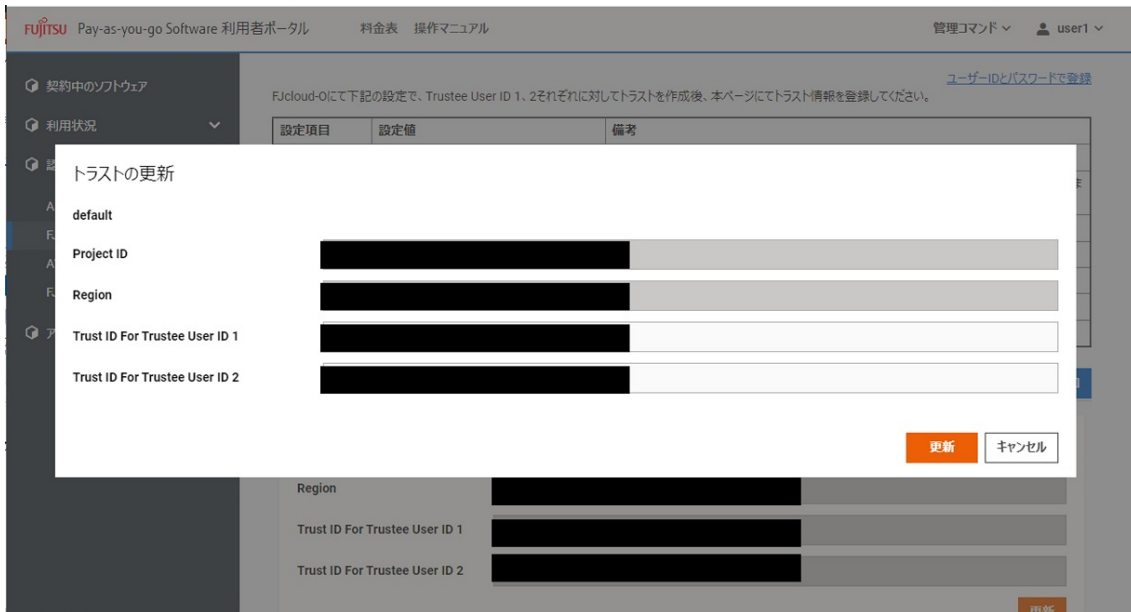 FUJITSU Pay-as-you-go Software 利用者ポータル 料金表 操作マニュアル 管理コマンド user1
契約中のソフトウェア
ユーザーIDとパスワードで登録
FJcloud-Oにて下記の設定で、Trustee User ID 1、2それぞれに対してトラストを作成後、本ページにてトラスト情報を登録してください。
利用状況
設定項目 設定値 備考
トラストの更新
default
Project ID
Region
Trust ID For Trustee User ID 1
Trust ID For Trustee User ID 2
更新 キャンセル
Region
Trust ID For Trustee User ID 1
Trust ID For Trustee User ID 2
更新